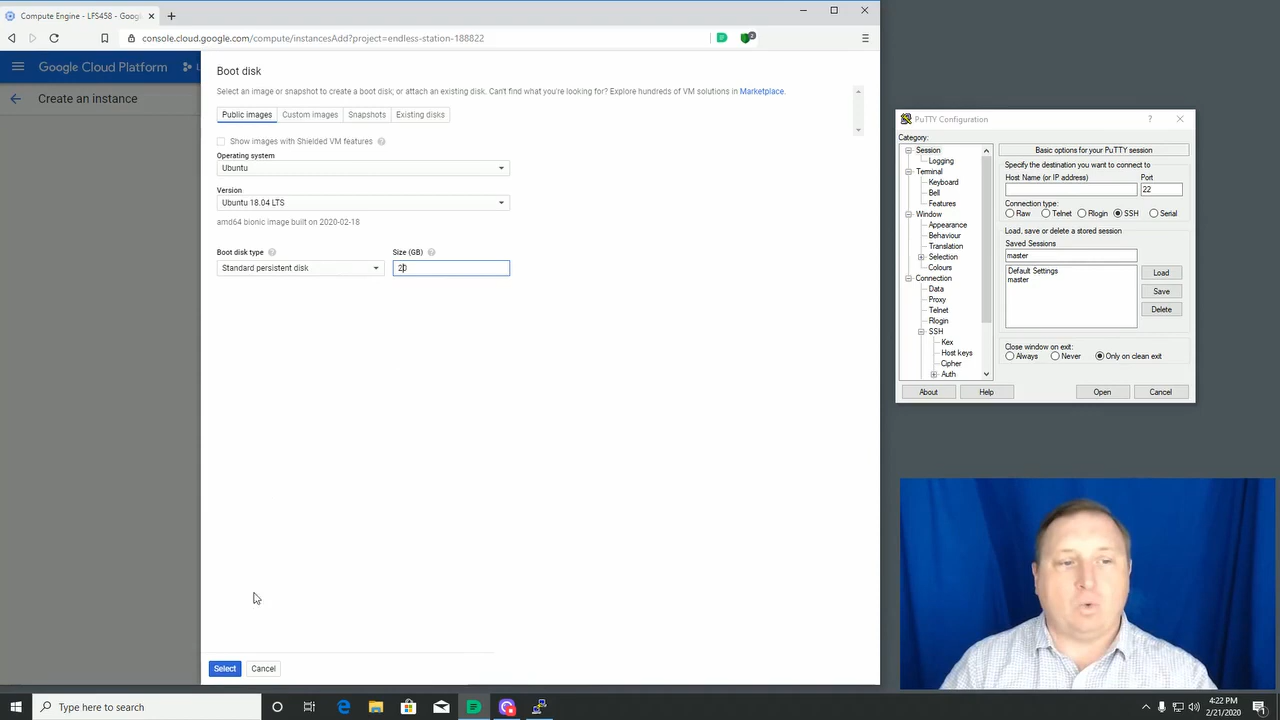 Compute Engine - LFS458 - Goog
console.cloud.google.com/compute/instancesAdd?project=endless-station-188822
2
Google Cloud Platform
Create an instance
Boot disk
Select an image or snapshot to create a boot disk; or attach an existing disk. Can't find what you're looking for? Explore hundreds of VM solutions in Marketplace.
Public images Custom images Snapshots Existing disks
Show images with Shielded VM features
Operating system
Ubuntu
Version
Ubuntu 18.04 LTS
amd64 bionic image built on 2020-02-18
Boot disk type Size (GB)
Standard persistent disk 20
Select Cancel
PuTTY Configuration
Category:
Session
Logging
Terminal
Keyboard
Bell
Features
Window
Appearance
Behaviour
Translation
Selection
Colours
Connection
Data
Proxy
Telnet
Rlogin
SSH
Kex
Host keys
Cipher
Auth
Basic options for your PuTTY session
Specify the destination you want to connect to
Host Name (or IP address) Port
22
Connection type:
Raw Telnet Rlogin SSH Serial
Load, save or delete a stored session
Saved Sessions
master
Default Settings
master
Load
Save
Delete
Close window on exit:
Always Never Only on clean exit
About Help Open Cancel
Type here to search
4:22 PM
2/21/2020